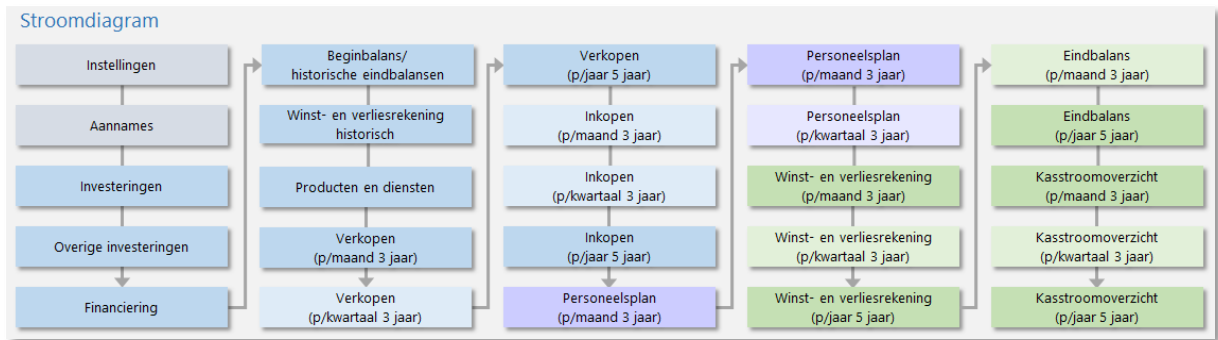 Stroomdiagram
Instellingen
Aannames
Investeringen
Overige investeringen
Financiering
Beginbalans/
historische eindbalansen
Winst- en verliesrekening
historisch
Producten en diensten
Verkopen
(p/maand 3 jaar)
Verkopen
(p/kwartaal 3 jaar)
Verkopen
(p/jaar 5 jaar)
Inkopen
(p/maand 3 jaar)
Inkopen
(p/kwartaal 3 jaar)
Inkopen
(p/jaar 5 jaar)
Personeelsplan
(p/maand 3 jaar)
Personeelsplan
(p/maand 3 jaar)
Personeelsplan
(p/kwartaal 3 jaar)
Winst- en verliesrekening
(p/maand 3 jaar)
Winst- en verliesrekening
(p/kwartaal 3 jaar)
Winst- en verliesrekening
(p/jaar 5 jaar)
Eindbalans
(p/maand 3 jaar)
Eindbalans
(p/jaar 5 jaar)
Kasstroomoverzicht
(p/maand 3 jaar)
Kasstroomoverzicht
(p/kwartaal 3 jaar)
Kasstroomoverzicht
(p/jaar 5 jaar)